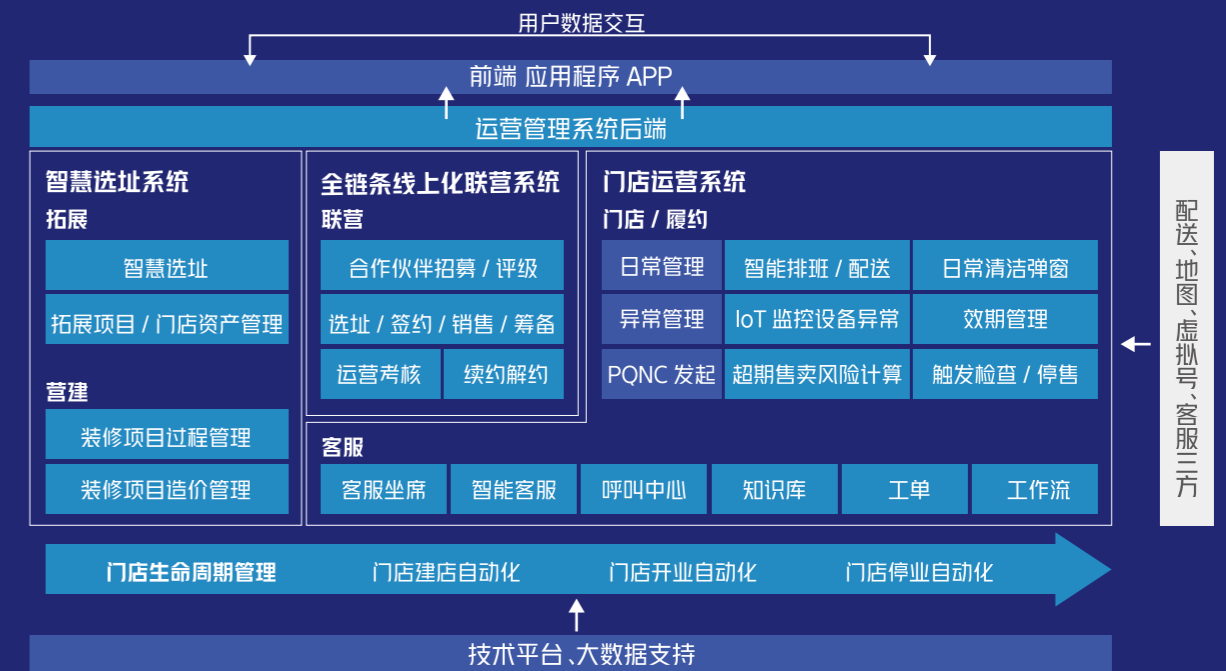 用户数据交互
前端 应用程序 APP
运营管理系统后端
智慧选址系统
拓展
智慧选址
拓展项目 / 门店资产管理
营建
装修项目过程管理
装修项目造价管理
全链条线上化联营系统
联营
合作伙伴招募 / 评级
选址 / 签约 / 销售 / 筹备
运营考核
续约解约
门店运营系统
门店 / 履约
日常管理
智能排班 / 配送
日常清洁弹窗
异常管理
IoT 监控设备异常
效期管理
PQNC 发起
超期售卖风险计算
触发检查 / 停售
客服
客服坐席
智能客服
呼叫中心
知识库
工单
工作流
配送、地图、虚拟号、客服三方
门店生命周期管理
门店建店自动化
门店开业自动化
门店停业自动化
技术平台、大数据支持